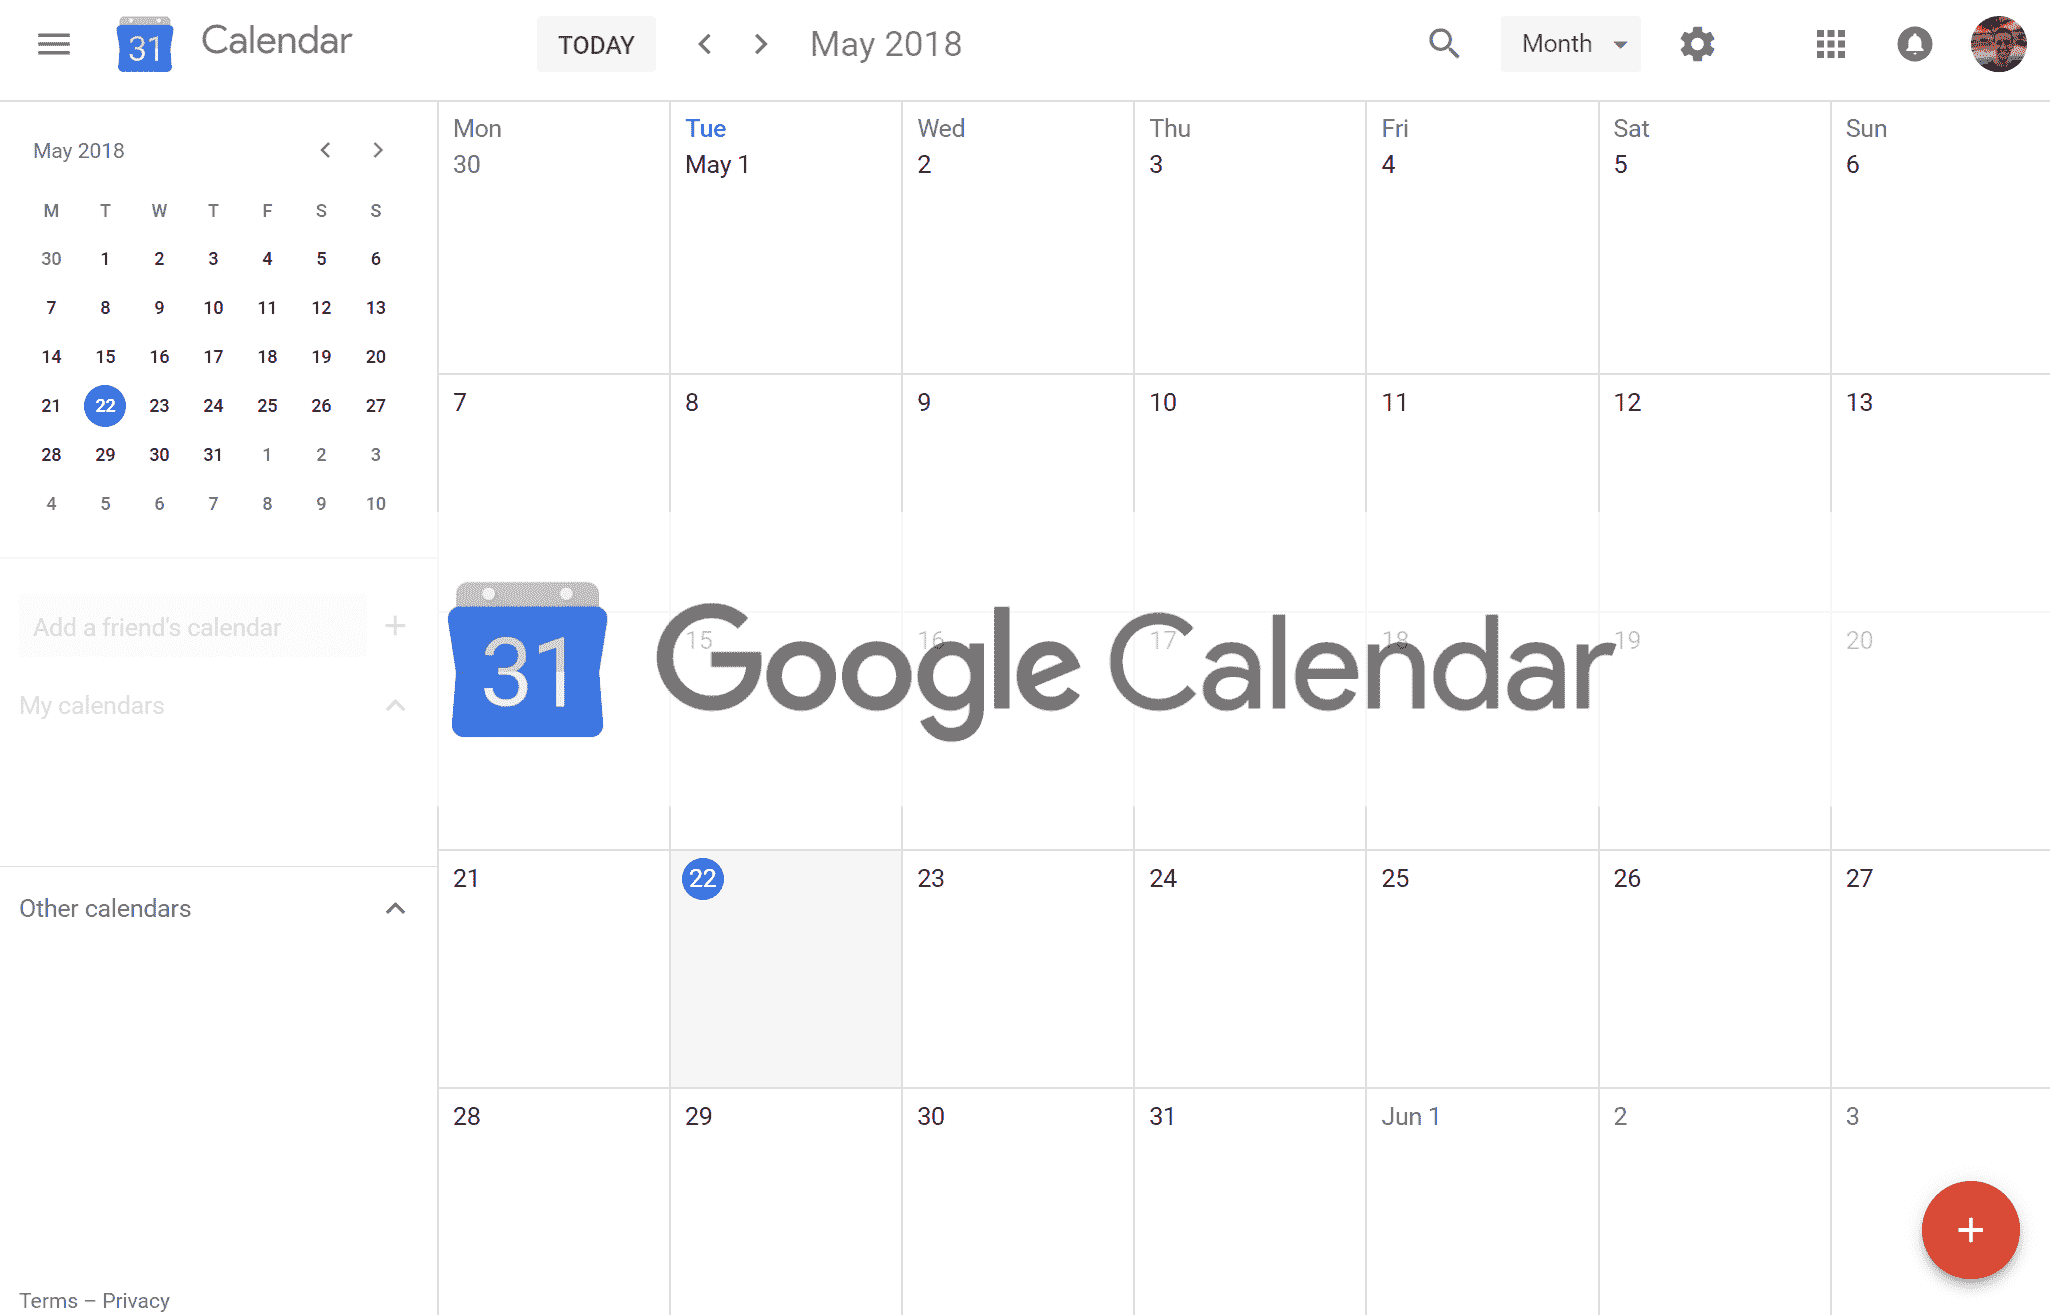 31 Calendar TODAY May 2018 Month
May 2018
M T W T F S S
30 1 2 3 4 5 6
7 8 9 10 11 12 13
14 15 16 17 18 19 20
21 22 23 24 25 26 27
28 29 30 31 1 2 3
4 5 6 7 8 9 10
Add a friend's calendar
My calendars
Other calendars
Terms – Privacy
Mon Tue Wed Thu Fri Sat Sun
30 May 1 2 3 4 5 6
7 8 9 10 11 12 13
15 16 17 18 19 20
31 Google Calendar
21 22 23 24 25 26 27
28 29 30 31 Jun 1 2 3